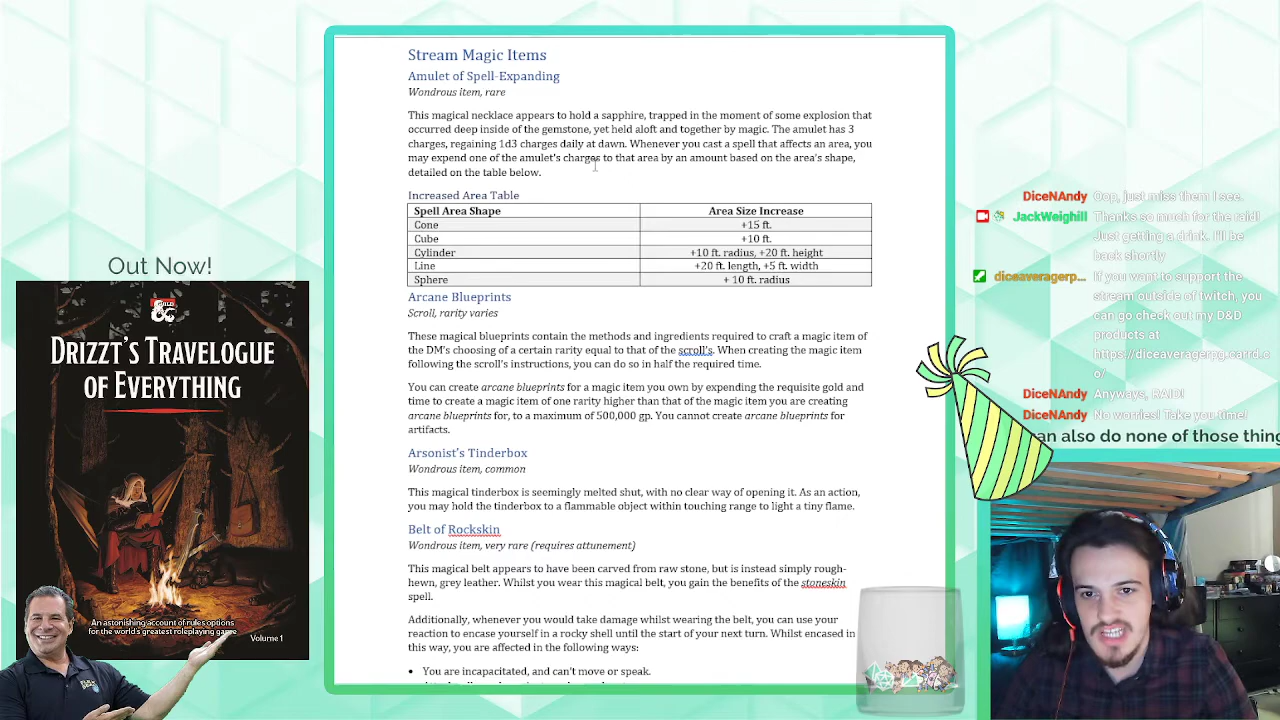 Out Now!
DRIZZT'S TRAVELOGUE
OF EVERYTHING
An astonishing account of rules options
for the world's greatest roleplaying game
Volume 1
Stream Magic Items
Amulet of Spell-Expanding
Wondrous item, rare
This magical necklace appears to hold a sapphire, trapped in the moment of some explosion that
occurred deep inside of the gemstone, yet held aloft and together by magic. The amulet has 3
charges, regaining 1d3 charges daily at dawn. Whenever you cast a spell that affects an area, you
may expend one of the amulet's charges to that area by an amount based on the area's shape,
detailed on the table below.
Increased Area Table
Spell Area Shape Area Size Increase
Cone +15 ft.
Cube +10 ft.
Cylinder +10 ft. radius, +20 ft. height
Line +20 ft. length, +5 ft. width
Sphere + 10 ft. radius
Arcane Blueprints
Scroll, rarity varies
These magical blueprints contain the methods and ingredients required to craft a magic item of
the DM's choosing of a certain rarity equal to that of the scroll's. When creating the magic item
following the scroll's instructions, you can do so in half the required time.
You can create arcane blueprints for a magic item you own by expending the requisite gold and
time to create a magic item of one rarity higher than that of the magic item you are creating
arcane blueprints for, to a maximum of 500,000 gp. You cannot create arcane blueprints for
artifacts.
Arsonist's Tinderbox
Wondrous item, common
This magical tinderbox is seemingly melted shut, with no clear way of opening it. As an action,
you may hold the tinderbox to a flammable object within touching range to light a tiny flame.
Belt of Rockskin
Wondrous item, very rare (requires attunement)
This magical belt appears to have been carved from raw stone, but is instead simply rough-
hewn, grey leather. Whilst you wear this magical belt, you gain the benefits of the stoneskin
spell.
Additionally, whenever you would take damage whilst wearing the belt, you can use your
reaction to encase yourself in a rocky shell until the start of your next turn. Whilst encased in
this way, you are affected in the following ways:
• You are incapacitated, and can't move or speak.
DiceNAndy Oop, just miss them I see.
JackWeighill Thanks so much for the raid!
Just getting a drink. I'll be
back shortly
diceaveragerp... If you want to support the
stream outside of twitch, you
can go check out my D&D
products at
https://diceaveragerpg.carrd.c
o/
DiceNAndy Anyways, RAID!
DiceNAndy No worries! Take you time!
an also do none of those thing